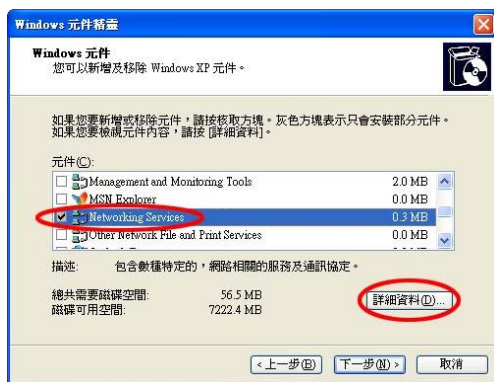 Windows 元件精靈
Windows 元件
您可以新增及移除 Windows XP 元件。
如果您要新增或移除元件，請按核取方塊。灰色方塊表示只會安裝部分元件。
如果您要檢視元件內容，請按 [詳細資料]。
元件(C):
Management and Monitoring Tools 2.0 MB
MSN Explorer 0.0 MB
Networking Services 0.3 MB
Other Network File and Print Services 0.0 MB
描述: 包含數種特定的，網路相關的服務及通訊協定。
總共需要磁碟空間: 56.5 MB
磁碟可用空間: 7222.4 MB
詳細資料(D)...
<上一步(B) 下一步(N)> 取消